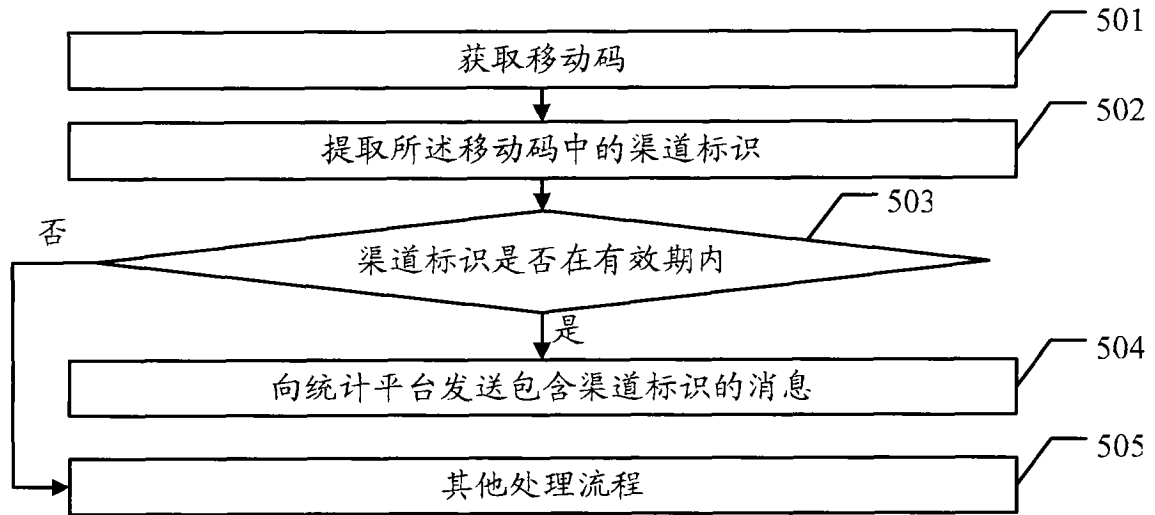 501
获取移动码
502
提取所述移动码中的渠道标识
503
否
渠道标识是否在有效期内
是
504
向统计平台发送包含渠道标识的消息
505
其他处理流程